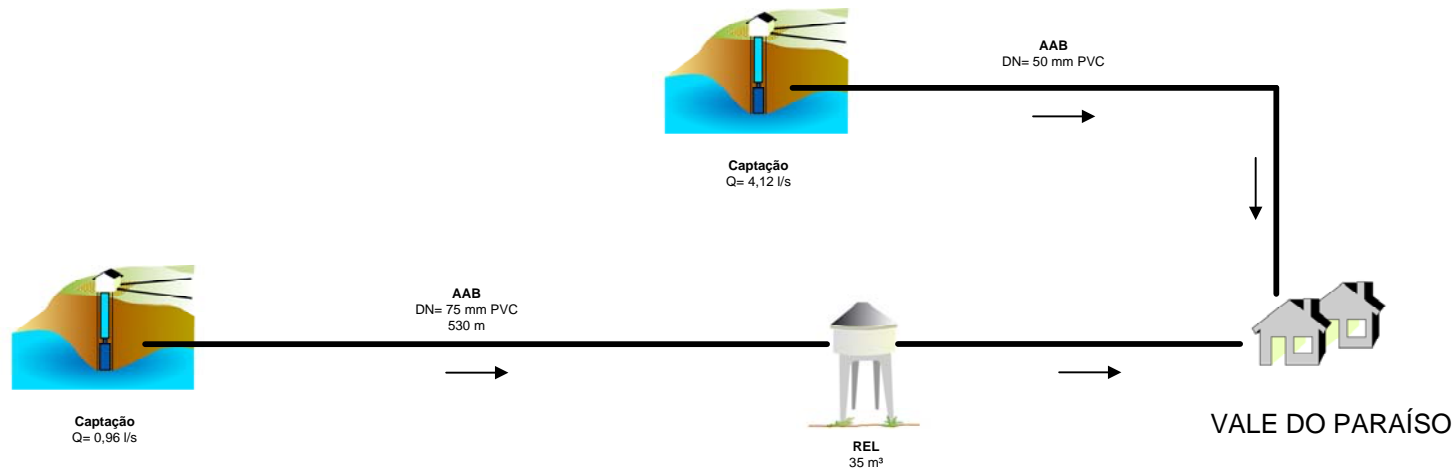 AAB
DN= 50 mm PVC
Captação
Q= 4,12 l/s
AAB
DN= 75 mm PVC
530 m
Captação
Q= 0,96 l/s
REL
35 m³
VALE DO PARAÍSO